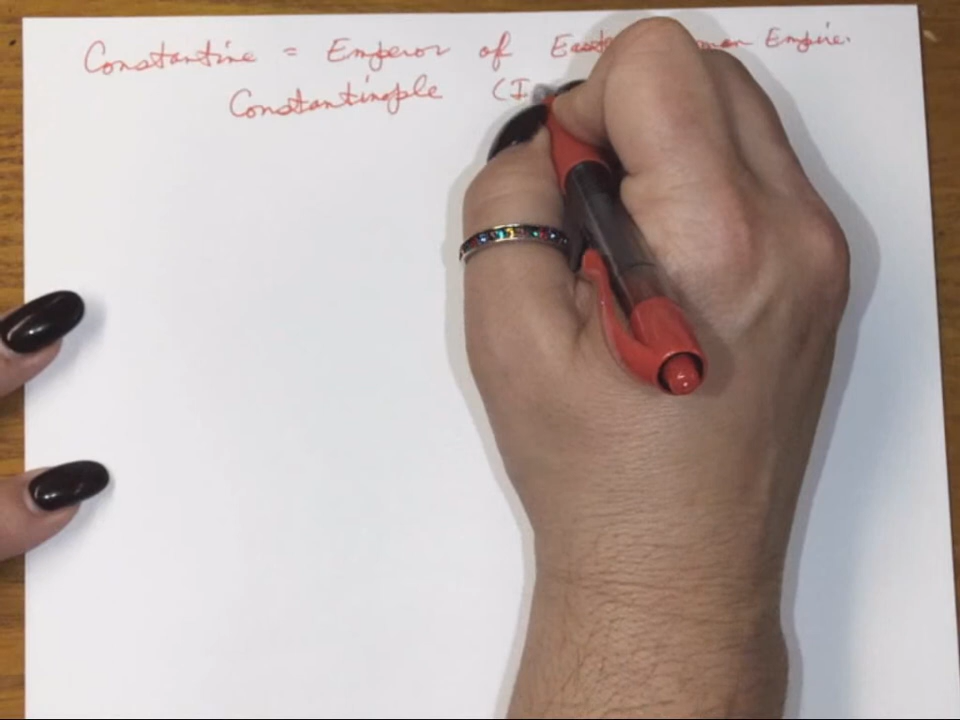 Constantine = Emperor of Empire.
Constantinople (I